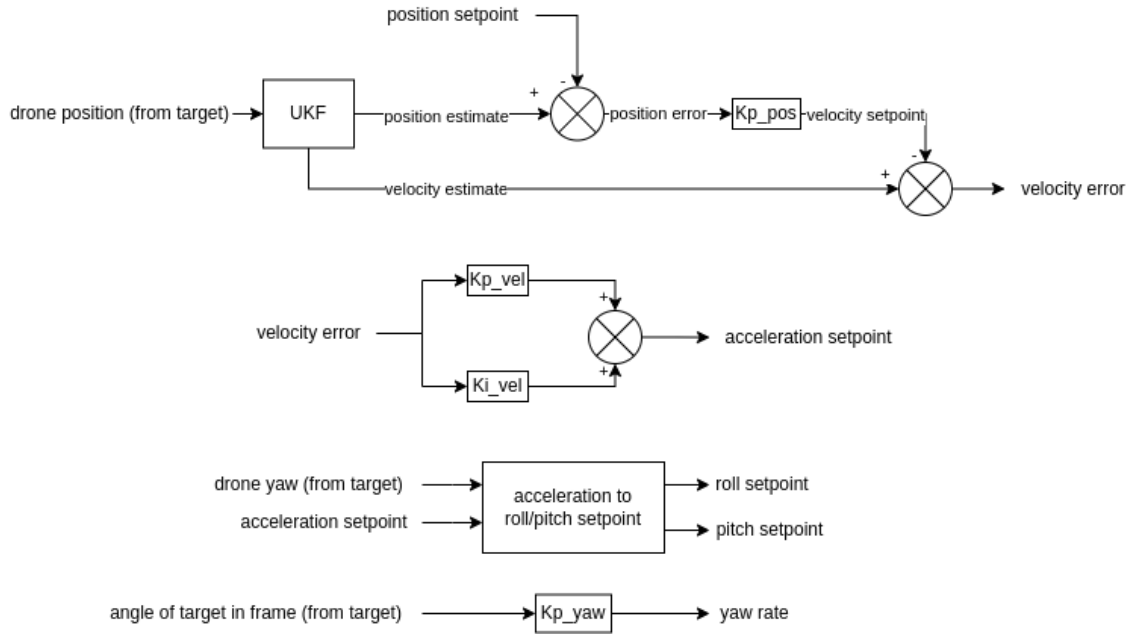 position setpoint
-
+
drone position (from target)
UKF
position estimate
position error
Kp_pos
velocity setpoint
-
+
velocity estimate
velocity error
Kp_vel
+
velocity error
acceleration setpoint
+
Ki_vel
drone yaw (from target)
acceleration setpoint
acceleration to
roll/pitch setpoint
roll setpoint
pitch setpoint
angle of target in frame (from target)
Kp_yaw
yaw rate